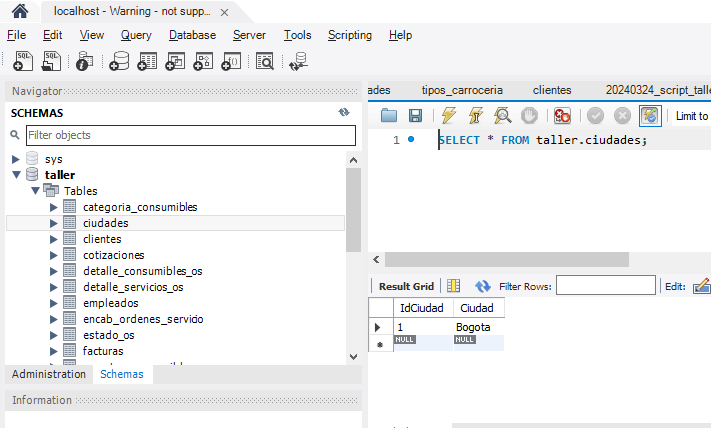 localhost - Warning - not supp... ×
File Edit View Query Database Server Tools Scripting Help
Navigator
SCHEMAS
Filter objects
sys
taller
Tables
categoria_consumibles
ciudades
clientes
cotizaciones
detalle_consumibles_os
detalle_servicios_os
empleados
encab_ordenes_servicio
estado_os
facturas
Administration Schemas
Information
ades tipos_carroceria clientes 20240324_script_talle
Limit to
1 SELECT * FROM taller.ciudades;
Result Grid Filter Rows: Edit:
IdCiudad Ciudad
1 Bogota
NULL NULL